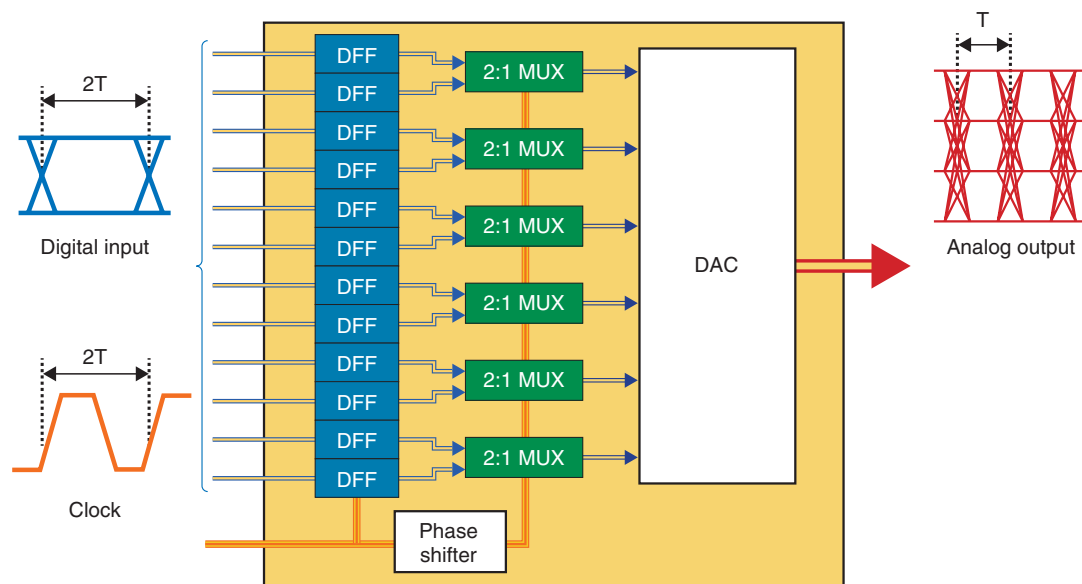 2T
Digital input
2T
Clock
DFF
DFF
DFF
DFF
DFF
DFF
DFF
DFF
DFF
DFF
DFF
DFF
2:1 MUX
2:1 MUX
2:1 MUX
2:1 MUX
2:1 MUX
2:1 MUX
Phase
shifter
DAC
T
Analog output